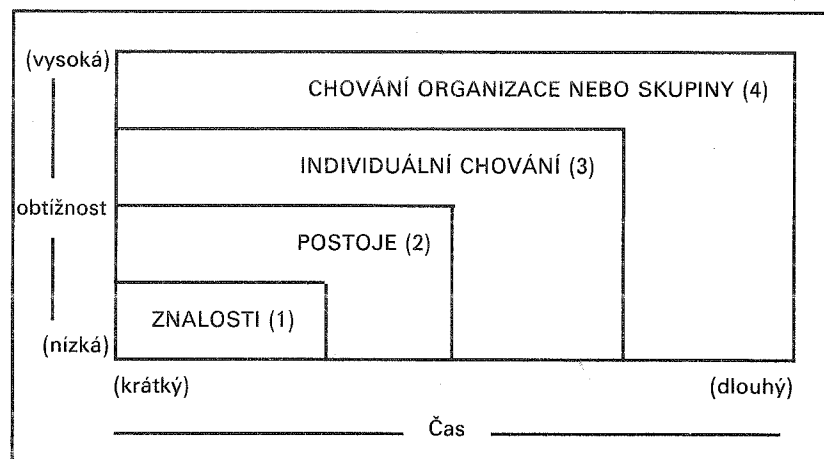 (vysoká)
CHOVÁNÍ ORGANIZACE NEBO SKUPINY (4)
INDIVIDUÁLNÍ CHOVÁNÍ (3)
obtížnost
POSTOJE (2)
ZNALOSTI (1)
(nízká)
(krátký)
(dlouhý)
Čas